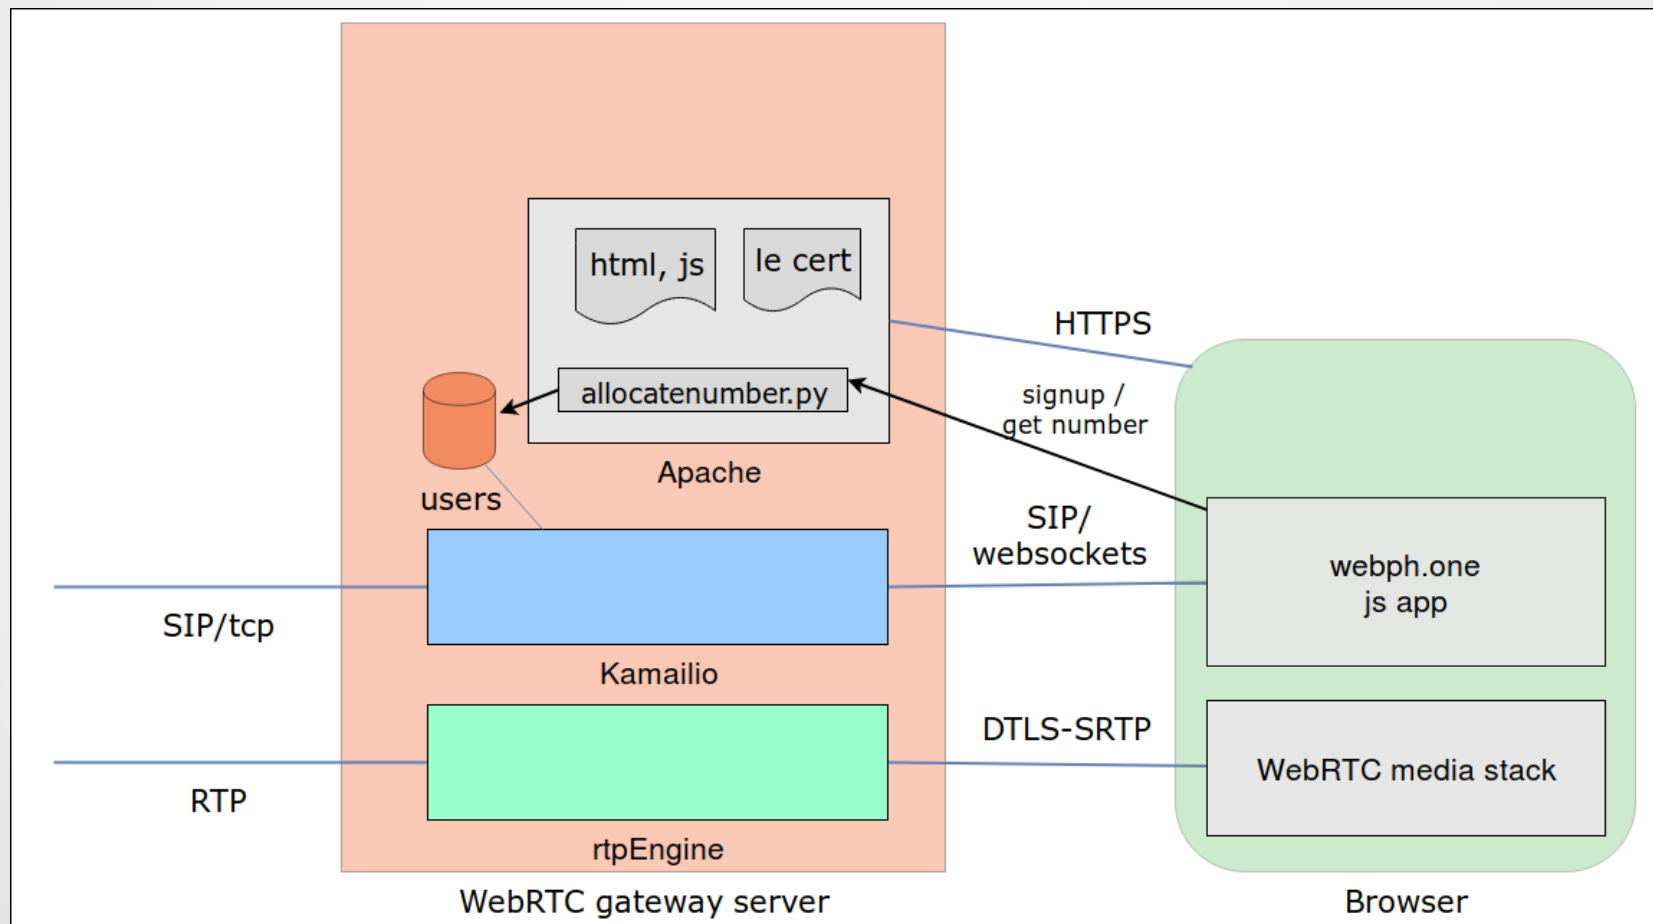 html, js
le cert
HTTPS
allocatenumber.py
signup /
get number
Apache
users
SIP/
websockets
webph.one
js app
SIP/tcp
Kamailio
DTLS-SRTP
WebRTC media stack
RTP
rtpEngine
WebRTC gateway server
Browser